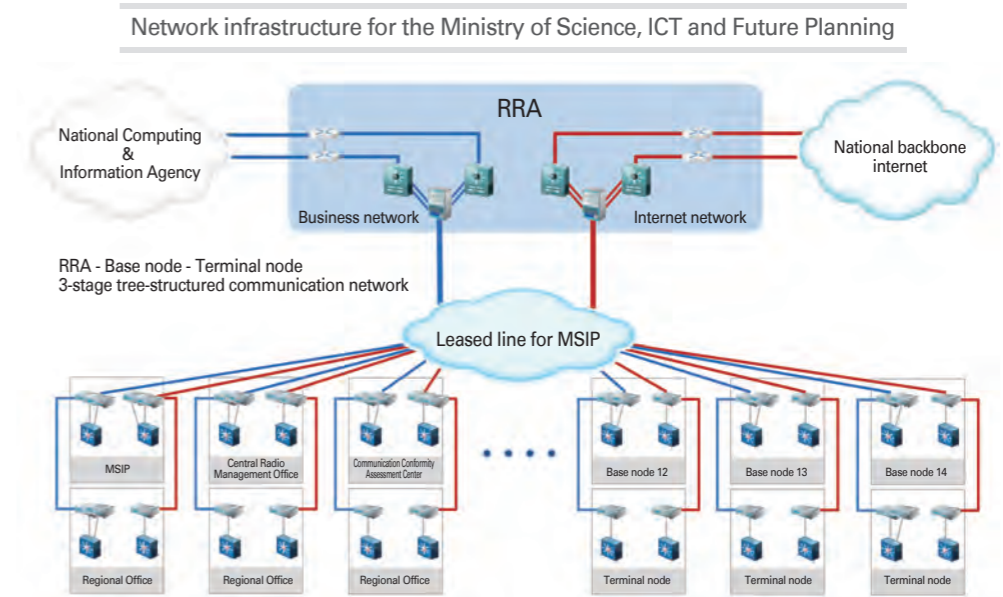 Network infrastructure for the Ministry of Science, ICT and Future Planning
RRA
National Computing
&
Information Agency
National backbone
internet
Business network
Internet network
RRA - Base node - Terminal node
3-stage tree-structured communication network
Leased line for MSIP
MSIP
Central Radio
Management Office
Communication Conformity
Assessment Center
Base node 12
Base node 13
Base node 14
Regional Office
Regional Office
Regional Office
Terminal node
Terminal node
Terminal node